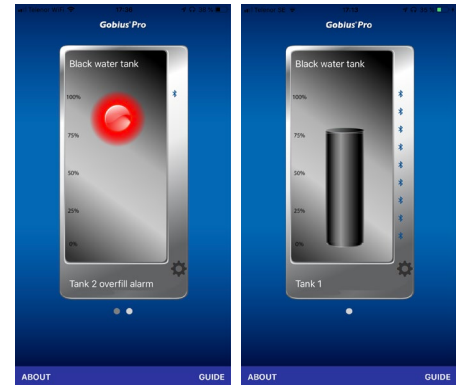 Gobius Pro
Black water tank
100%
75%
50%
25%
0%
Tank 2 overfill alarm
ABOUT GUIDE
Gobius Pro
Black water tank
100%
75%
50%
25%
0%
Tank 1
ABOUT GUIDE